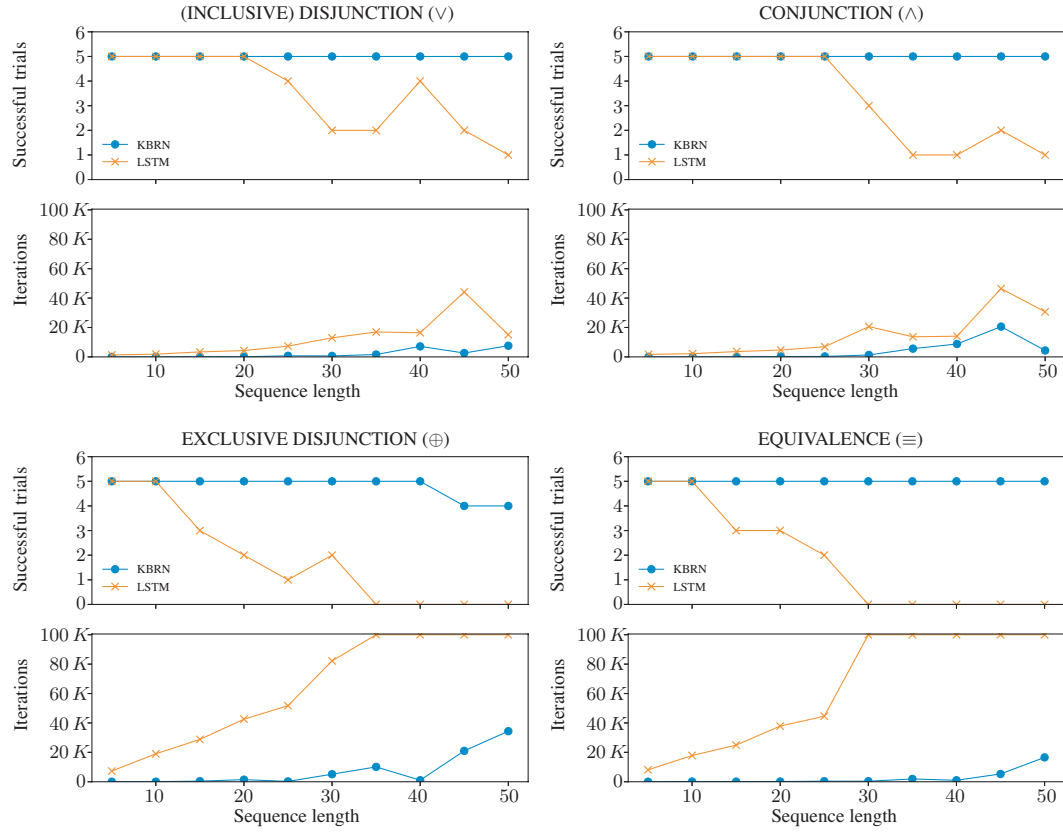 (INCLUSIVE) DISJUNCTION (∨)
6
5
4
3
2
1
0
Successful trials
KBRN
LSTM
100 K
80 K
60 K
40 K
20 K
0
Iterations
10 20 30 40 50
Sequence length
CONJUNCTION (∧)
6
5
4
3
2
1
0
Successful trials
KBRN
LSTM
100 K
80 K
60 K
40 K
20 K
0
Iterations
10 20 30 40 50
Sequence length
EXCLUSIVE DISJUNCTION (⊕)
6
5
4
3
2
1
0
Successful trials
KBRN
LSTM
100 K
80 K
60 K
40 K
20 K
0
Iterations
10 20 30 40 50
Sequence length
EQUIVALENCE (≡)
6
5
4
3
2
1
0
Successful trials
KBRN
LSTM
100 K
80 K
60 K
40 K
20 K
0
Iterations
10 20 30 40 50
Sequence length